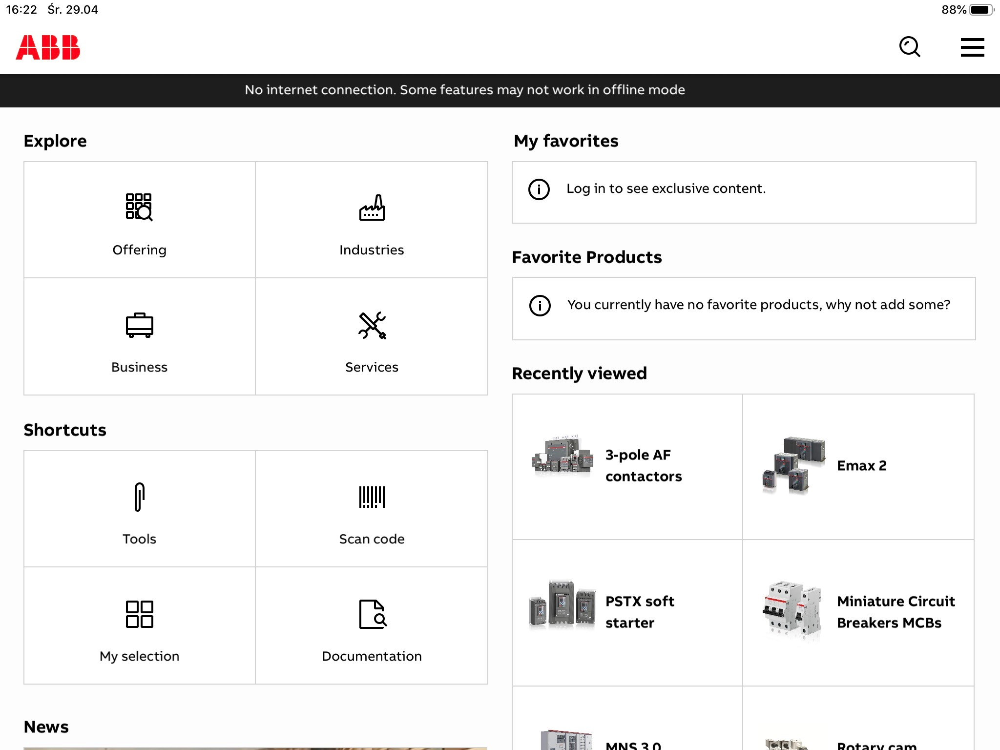 16:22 Śr. 29.04
88%
ABB
No internet connection. Some features may not work in offline mode
Explore
Offering
Industries
Business
Services
Shortcuts
Tools
Scan code
My selection
Documentation
News
My favorites
Log in to see exclusive content.
Favorite Products
You currently have no favorite products, why not add some?
Recently viewed
3-pole AF
contactors
Emax 2
PSTX soft
starter
Miniature Circuit
Breakers MCBs
MNS 3.0
Rotary cam